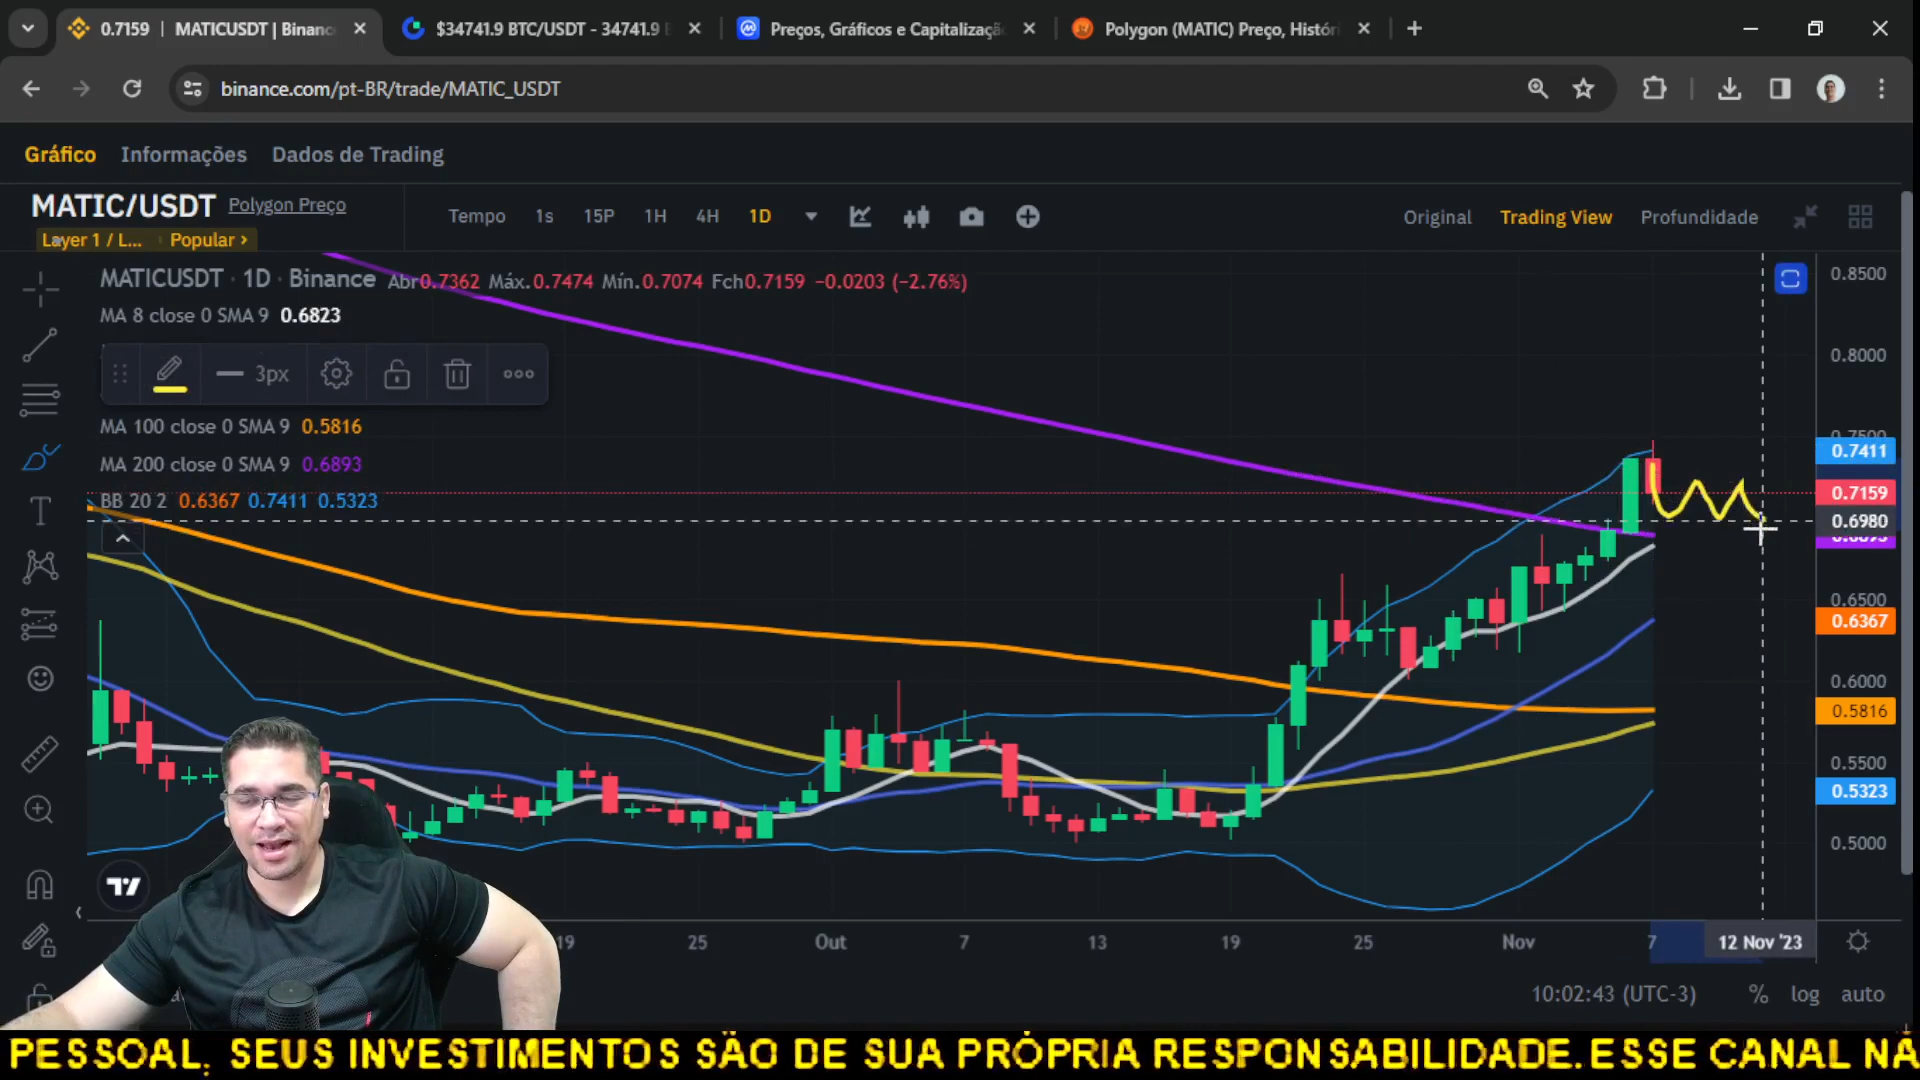 0.7159 | MATICUSDT | Binanc
$34741.9 BTC/USDT - 34741.9
Preços, Gráficos e Capitalizaçã
Polygon (MATIC) Preço, Histór
binance.com/pt-BR/trade/MATIC_USDT
Gráfico Informações Dados de Trading
MATIC/USDT Polygon Preço
Layer 1 / L... Popular >
Tempo 1s 15P 1H 4H 1D
Original Trading View Profundidade
MATICUSDT · 1D · Binance Abr0.7362 Máx.0.7474 Mín.0.7074 Fch0.7159 −0.0203 (−2.76%)
MA 8 close 0 SMA 9 0.6823
3px
MA 100 close 0 SMA 9 0.5816
MA 200 close 0 SMA 9 0.6893
BB 20 2 0.6367 0.7411 0.5323
0.8500
0.8000
0.7500
0.7411
0.7159
0.6980
0.6893
0.6500
0.6367
0.6000
0.5816
0.5500
0.5323
0.5000
19 25 Out 7 13 19 25 Nov 7 12 Nov '23
10:02:43 (UTC-3) % log auto
PESSOAL, SEUS INVESTIMENTOS SÃO DE SUA PRÓPRIA RESPONSABILIDADE. ESSE CANAL NÃ